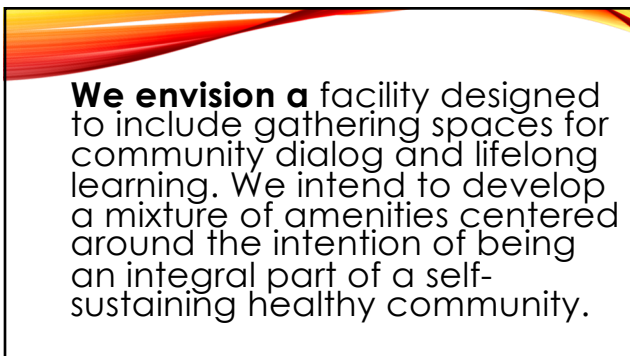 We envision a facility designed
to include gathering spaces for
community dialog and lifelong
learning. We intend to develop
a mixture of amenities centered
around the intention of being
an integral part of a self-
sustaining healthy community.